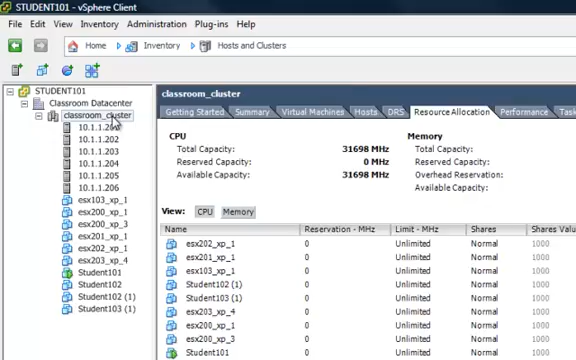 STUDENT101 - vSphere Client
File Edit View Inventory Administration Plug-ins Help
Home Inventory Hosts and Clusters
STUDENT101
Classroom Datacenter
classroom_cluster
10.1.1.202
10.1.1.203
10.1.1.204
10.1.1.205
10.1.1.206
esx103_xp_1
esx200_xp_1
esx200_xp_3
esx201_xp_1
esx202_xp_1
esx203_xp_4
Student101
Student102
Student102 (1)
Student103 (1)
classroom_cluster
Getting Started Summary Virtual Machines Hosts DRS Resource Allocation Performance Task
CPU
Total Capacity: 31698 MHz
Reserved Capacity: 0 MHz
Available Capacity: 31698 MHz
Memory
Total Capacity:
Overhead Reservation:
Available Capacity:
View: CPU Memory
Name Reservation - MHz Limit - MHz Shares Shares Valu
esx202_xp_1 0 Unlimited Normal 1000
esx201_xp_1 0 Unlimited Normal 1000
esx103_xp_1 0 Unlimited Normal 1000
Student102 (1) 0 Unlimited Normal 1000
Student103 (1) 0 Unlimited Normal 1000
esx203_xp_4 0 Unlimited Normal 1000
esx200_xp_1 0 Unlimited Normal 1000
esx200_xp_3 0 Unlimited Normal 1000
Student101 0 Unlimited Normal 1000